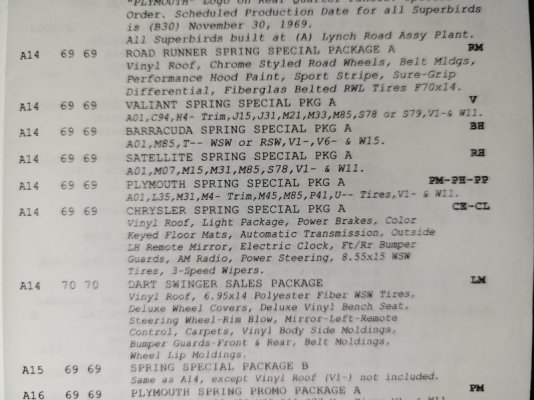 "PLYMOUTH" Logo on Rear Quarter
Order. Scheduled Production Date for all Superbirds
is (B30) November 30, 1969.
All Superbirds built at (A) Lynch Road Assy Plant.
A14 69 69 ROAD RUNNER SPRING SPECIAL PACKAGE A RM
Vinyl Roof, Chrome Styled Road Wheels, Belt Mldgs,
Performance Hood Paint, Sport Stripe, Sure-Grip
Differential, Fiberglas Belted RWL Tires F70x14.
A14 69 69 VALIANT SPRING SPECIAL PKG A V
A01,C94,H4- Trim,J15,J31,M21,M33,M85,S78 or S79,V1-& W11.
A14 69 69 BARRACUDA SPRING SPECIAL PKG A BH
A01,M85,T-- WSW or RSW,V1-,V6- & W15.
A14 69 69 SATELLITE SPRING SPECIAL PKG A RH
A01,M07,M15,M31,M85,S78,V1- & W11.
A14 69 69 PLYMOUTH SPRING SPECIAL PKG A PM-PH-PP
A01,L35,M31,M4- Trim,M45,M85,P41,U-- Tires,V1- & W11.
A14 69 69 CHRYSLER SPRING SPECIAL PKG A CE-CL
Vinyl Roof, Light Package, Power Brakes, Color
Keyed Floor Mats, Automatic Transmission, Outside
LH Remote Mirror, Electric Clock, Ft/Rr Bumper
Guards, AM Radio, Power Steering, 8.55x15 WSW
Tires, 3-Speed Wipers.
A14 70 70 DART SWINGER SALES PACKAGE LM
Vinyl Roof, 6.95x14 Polyester Fiber WSW Tires,
Deluxe Wheel Covers, Deluxe Vinyl Bench Seat,
Steering Wheel-Rim Blow, Mirror-Left-Remote
Control, Carpets, Vinyl Body Side Moldings,
Bumper Guards-Front & Rear, Belt Moldings,
Wheel Lip Moldings.
A15 69 69 SPRING SPECIAL PACKAGE B
Same as A14, except Vinyl Roof (V1-) not included.
A16 69 69 PLYMOUTH SPRING PROMO PACKAGE A PM